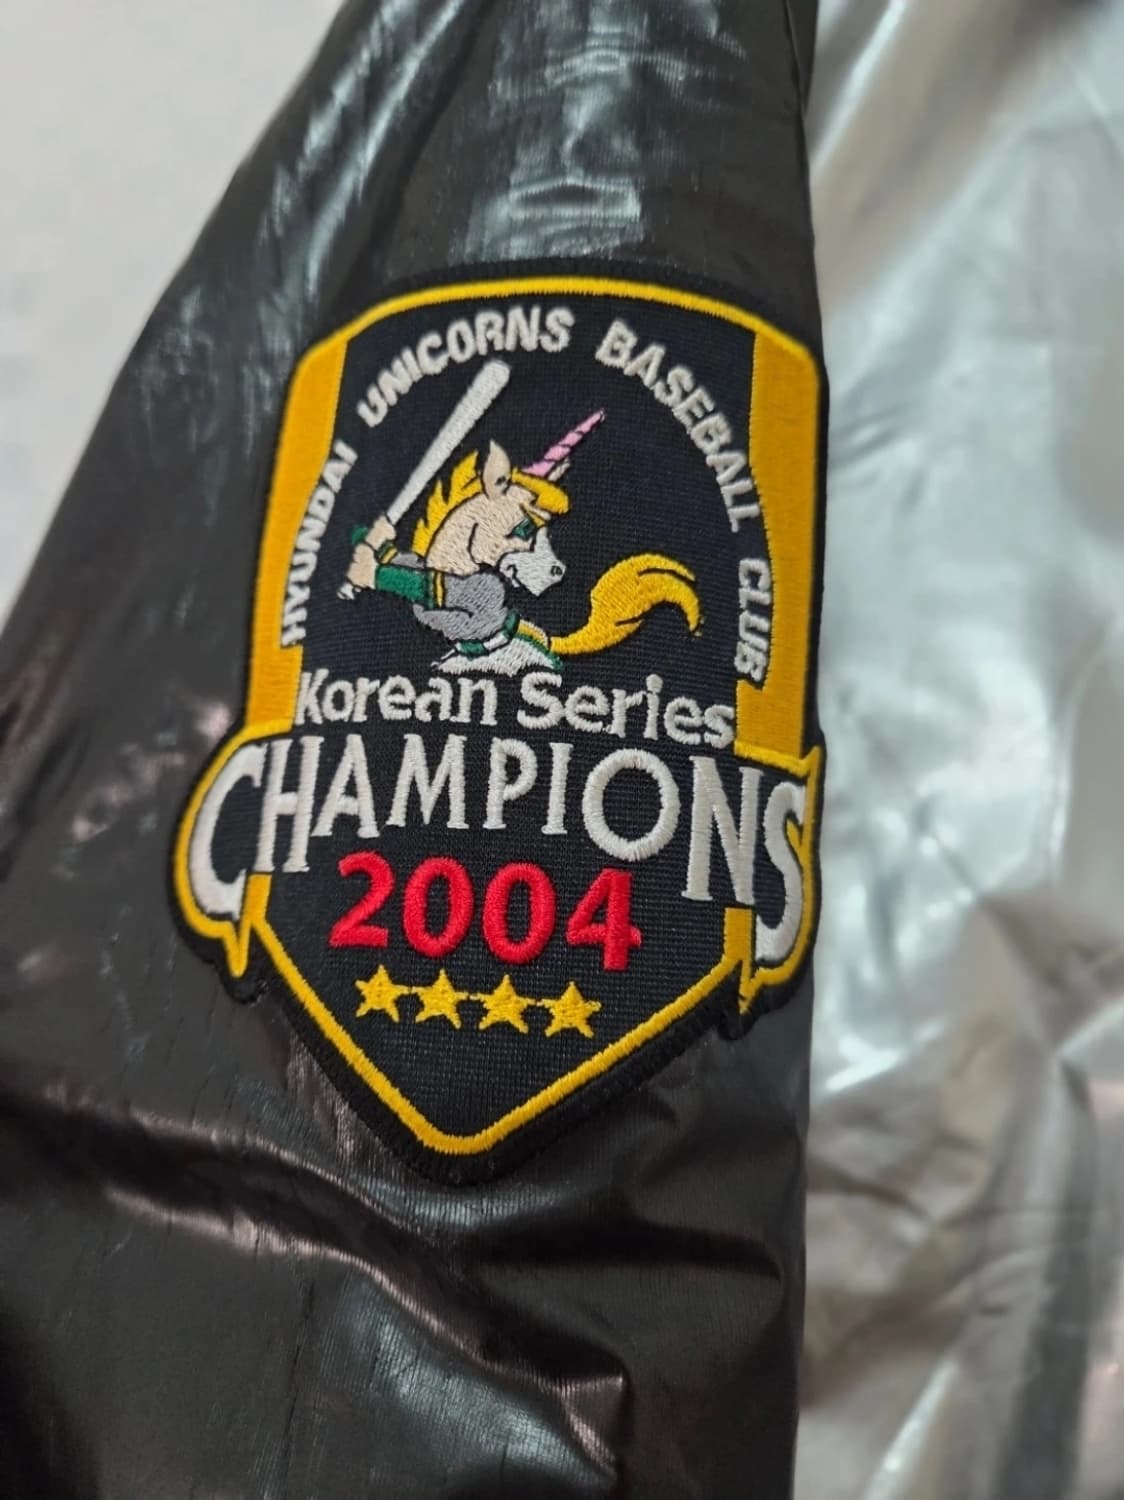 HYUNDAI UNICORNS BASEBALL CLUB
Korean Series
CHAMPIONS
2004